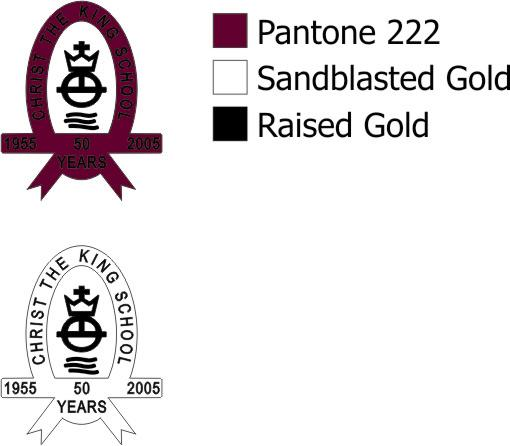 CHRIST THE KING SCHOOL
1955 50 2005
YEARS
Pantone 222
Sandblasted Gold
Raised Gold
CHRIST THE KING SCHOOL
1955 50 2005
YEARS